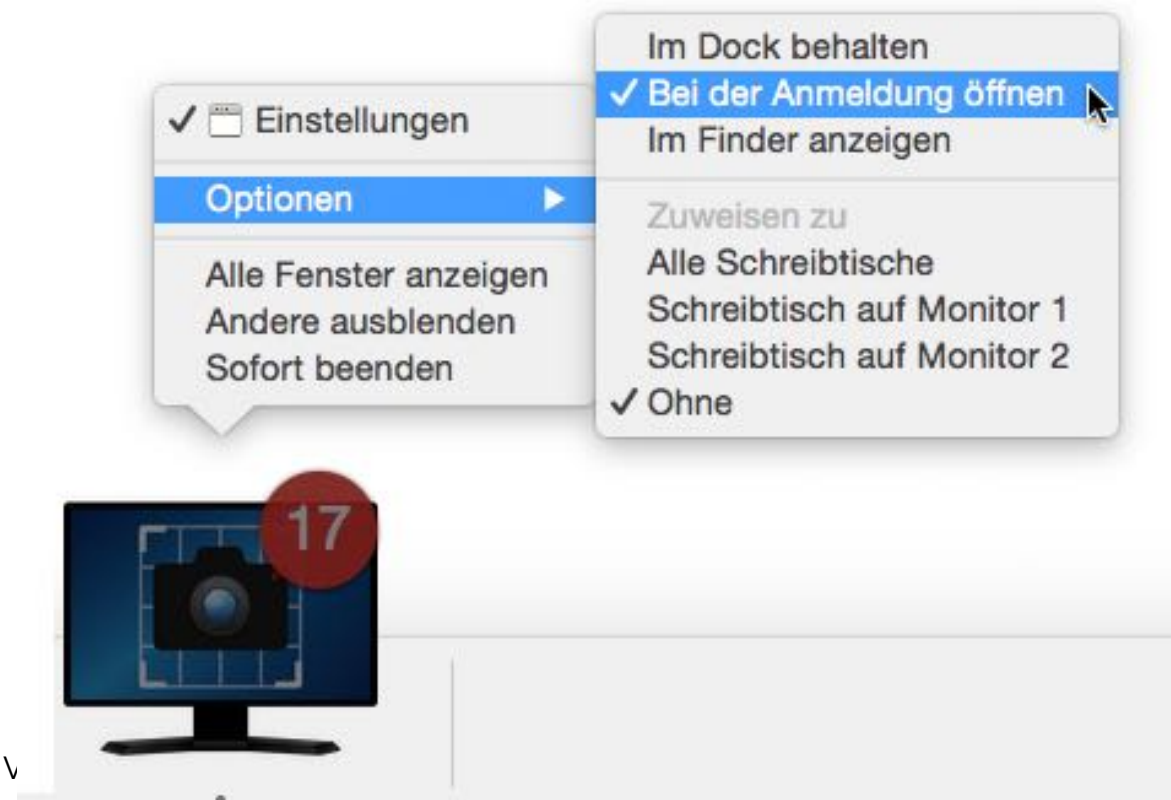 Im Dock behalten
✓ Bei der Anmeldung öffnen
Im Finder anzeigen
Zuweisen zu
Alle Schreibtische
Schreibtisch auf Monitor 1
Schreibtisch auf Monitor 2
✓ Ohne
✓ Einstellungen
Optionen
Alle Fenster anzeigen
Andere ausblenden
Sofort beenden
17